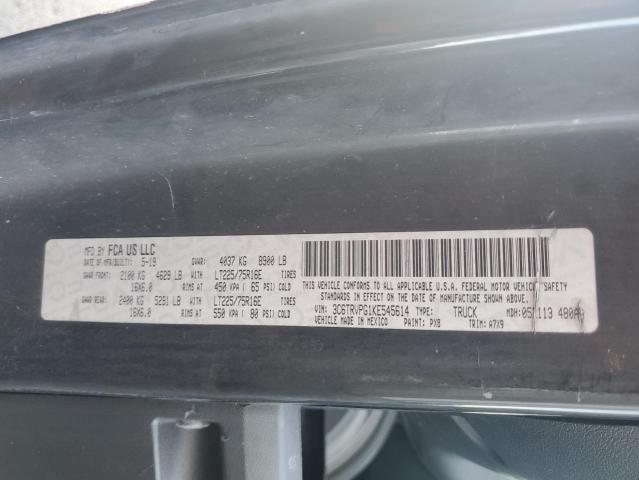 MFD BY FCA US LLC
DATE OF MFR(BUILT): 5-19 GVWR: 4037 KG 8900 LB
GAWR FRONT: 2100 KG 4629 LB WITH LT225/75R16E TIRES
16X6.0 RIMS AT 450 KPA ( 65 PSI) COLD
GAWR REAR: 2400 KG 5291 LB WITH LT225/75R16E TIRES
16X6.0 RIMS AT 550 KPA ( 80 PSI) COLD
THIS VEHICLE CONFORMS TO ALL APPLICABLE U.S.A. FEDERAL MOTOR VEHICLE SAFETY
STANDARDS IN EFFECT ON THE DATE OF MANUFACTURE SHOWN ABOVE.
VIN: 3C6TRVPG1KE545614 TYPE: TRUCK MDH:
VEHICLE MADE IN MEXICO PAINT: PXB TRIM: A7X9